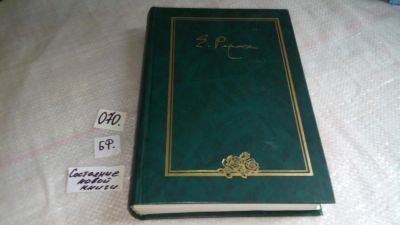 070.
БФ.
Состояние
новой
книги